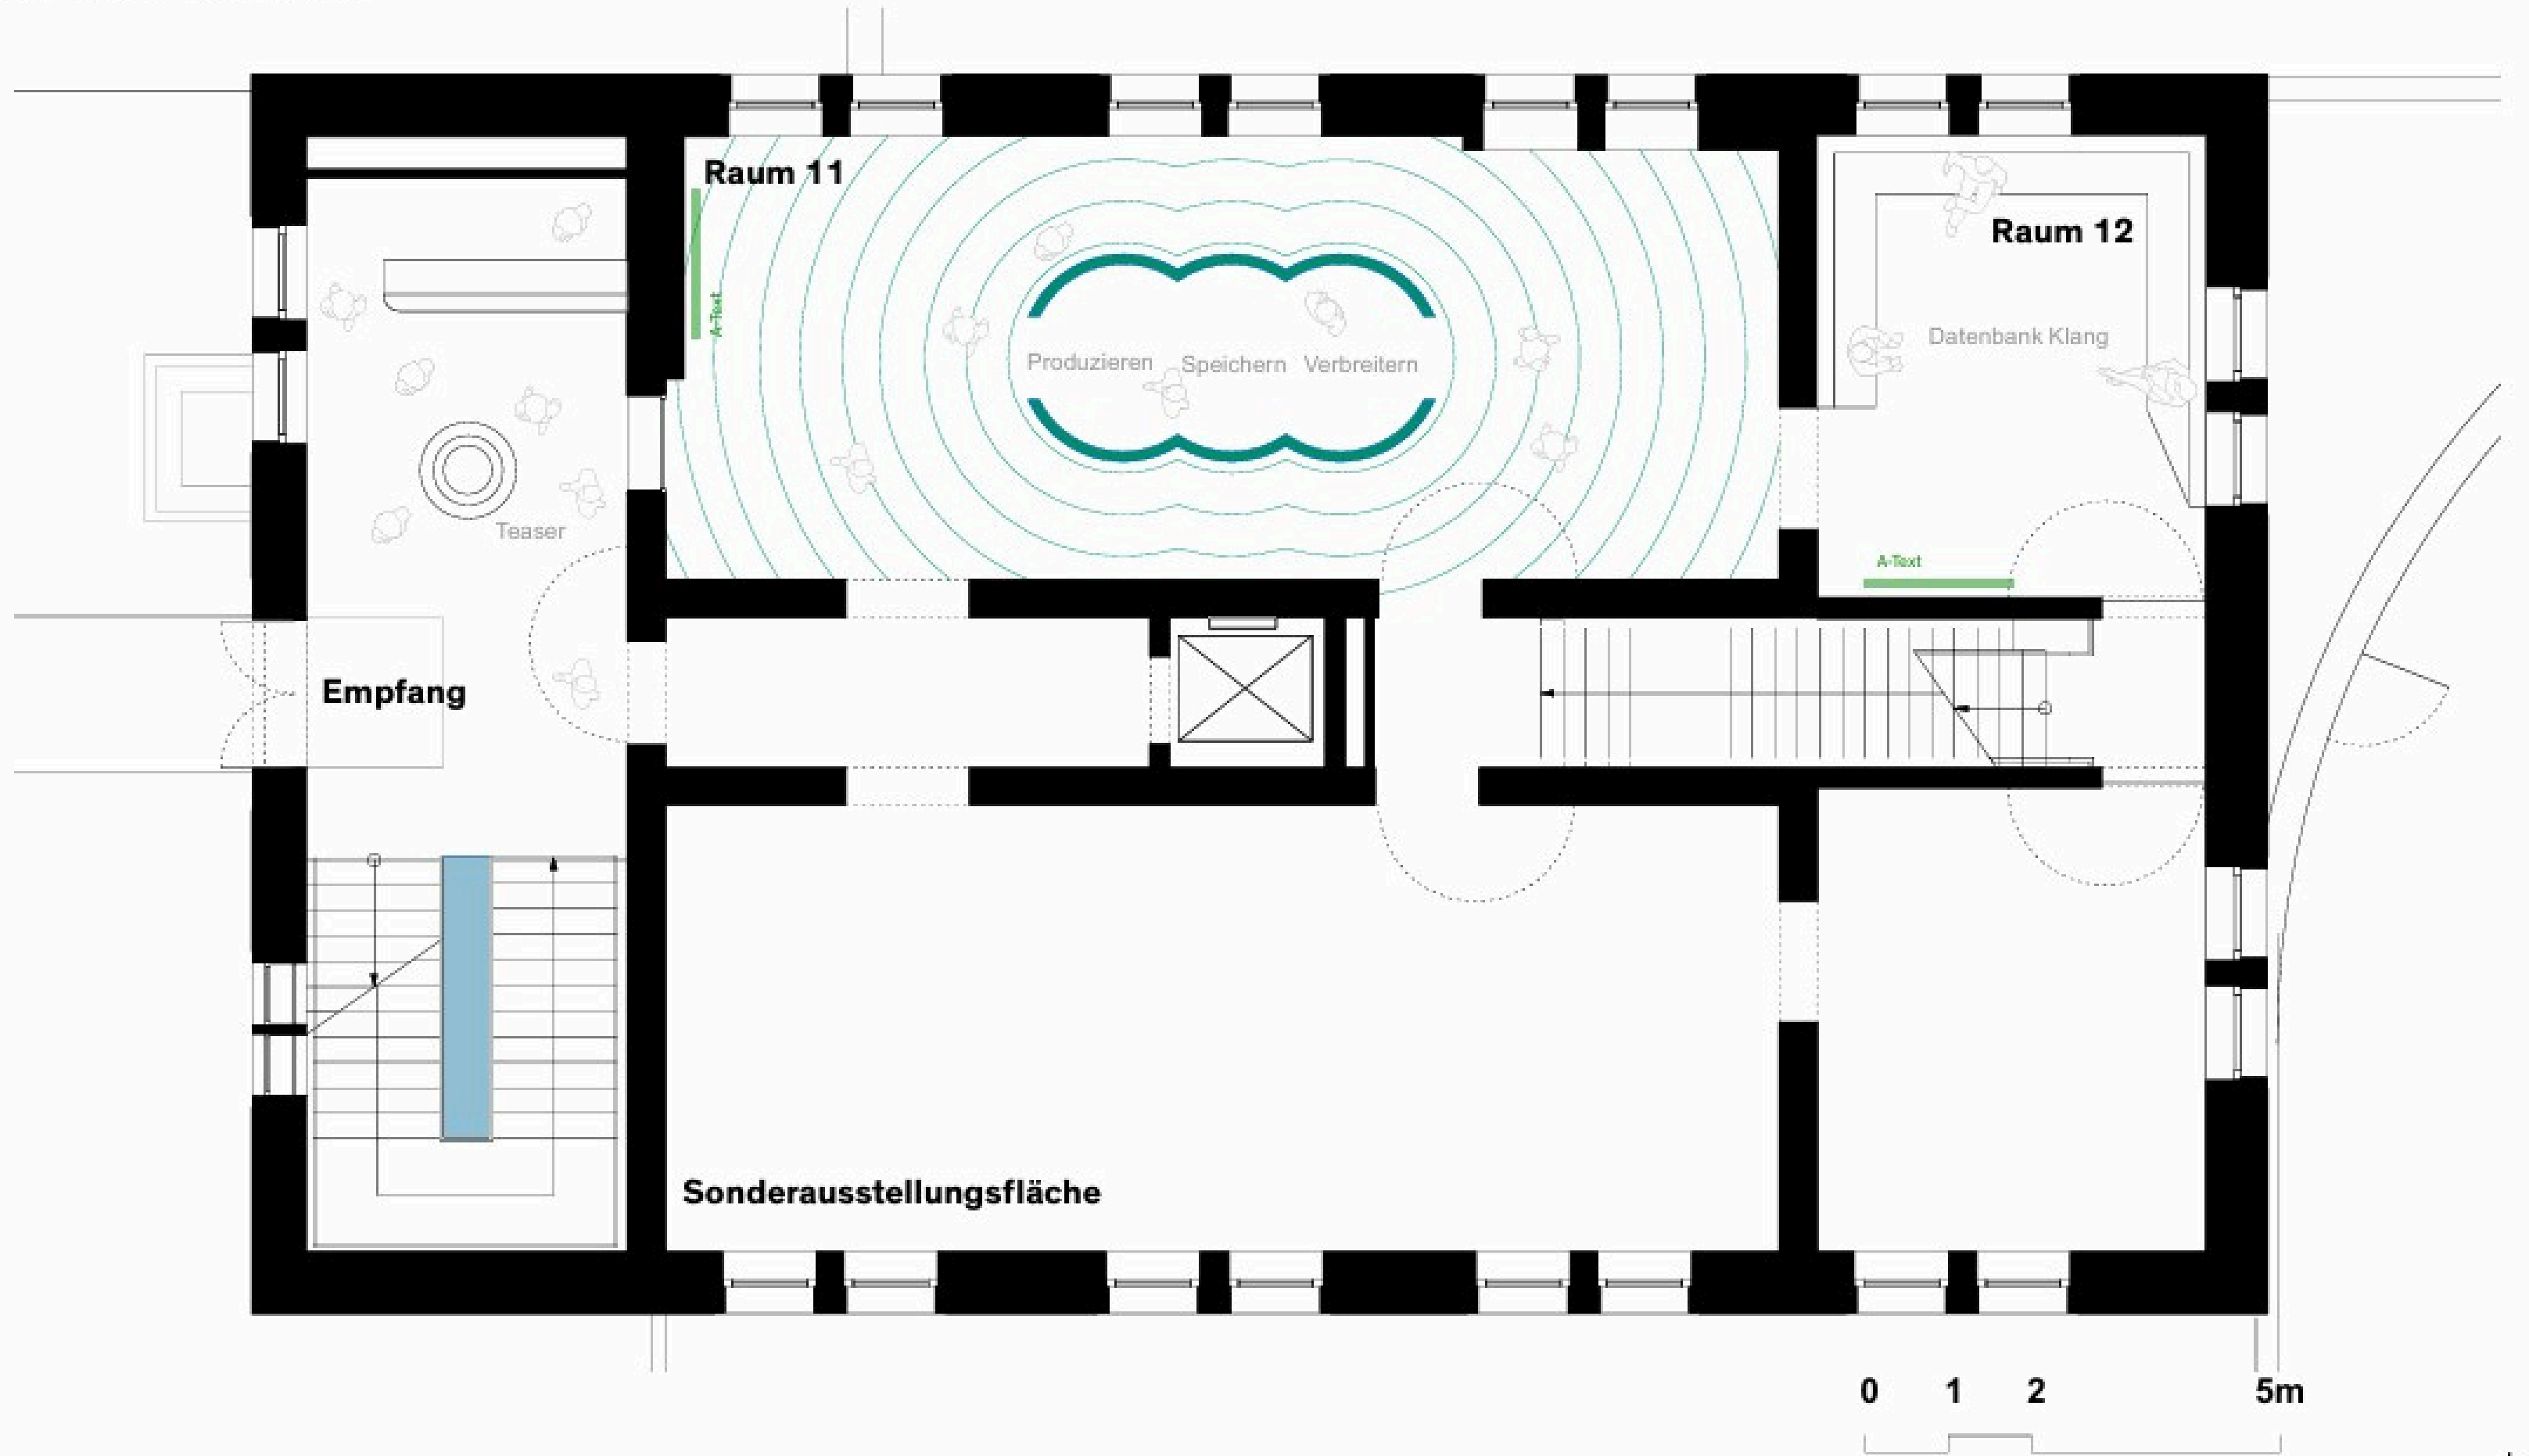 Raum 11
Raum 12
A-Text
Datenbank Klang
Produzieren Speichern Verbreitern
Teaser
A-Text
Empfang
Sonderausstellungsfläche
0 1 2 5m